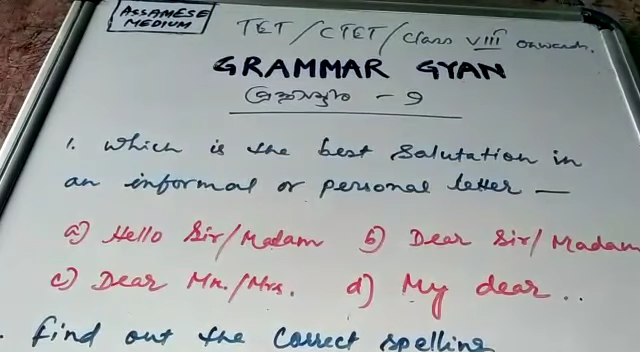 ASSAMESE MEDIUM
TET/CTET/Class VIII onwards.
GRAMMAR GYAN
- ৭
1. Which is the best Salutation in
an informal or personal letter —
a) Hello Sir/Madam b) Dear Sir/Madam
c) Dear Mr./Mrs. d) My dear ..
. Find out the correct spelling